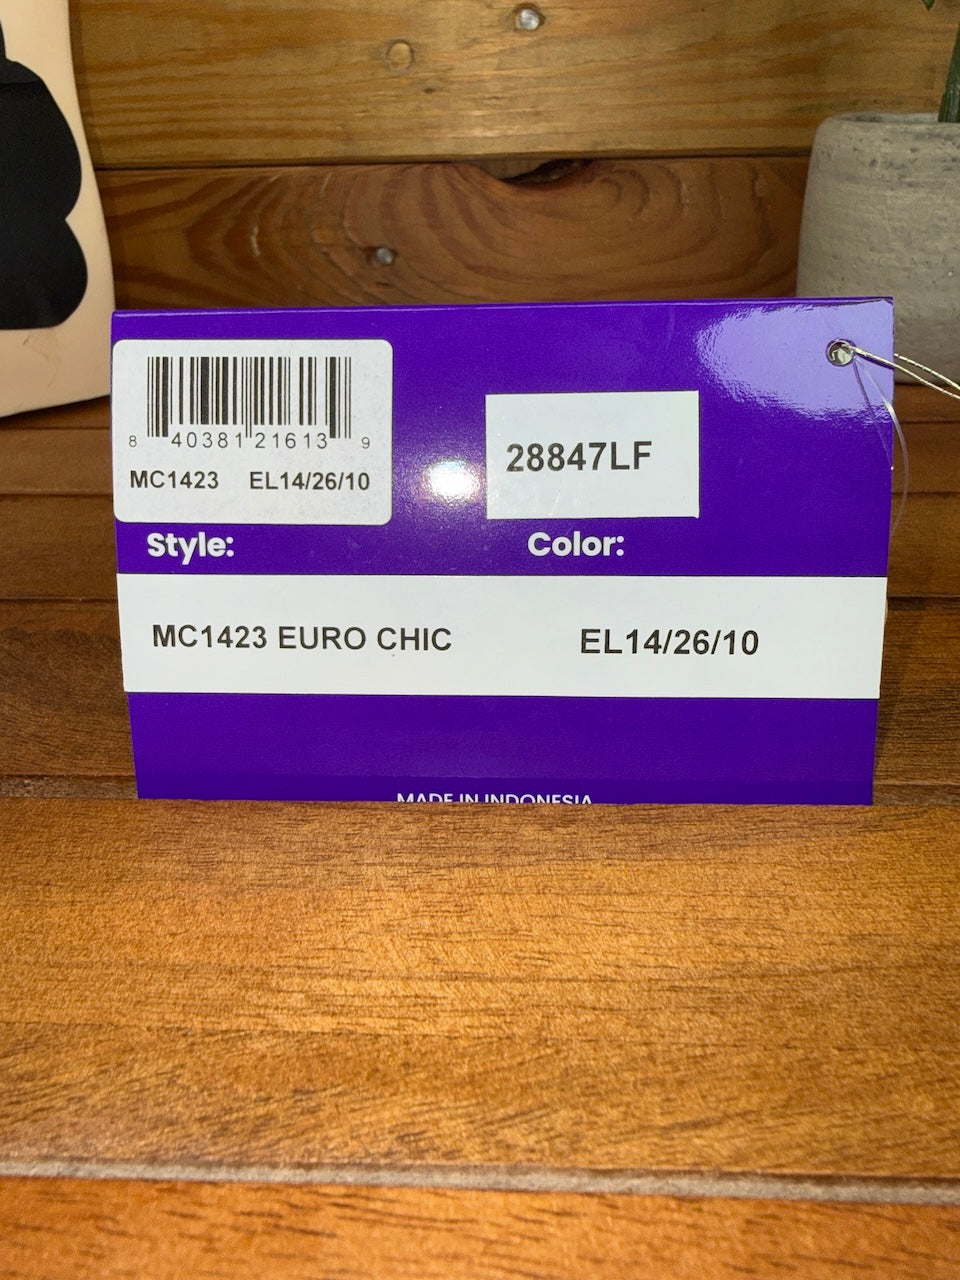 8 40381 21613 9
MC1423 EL14/26/10
28847LF
Style: Color:
MC1423 EURO CHIC EL14/26/10
MADE IN INDONESIA